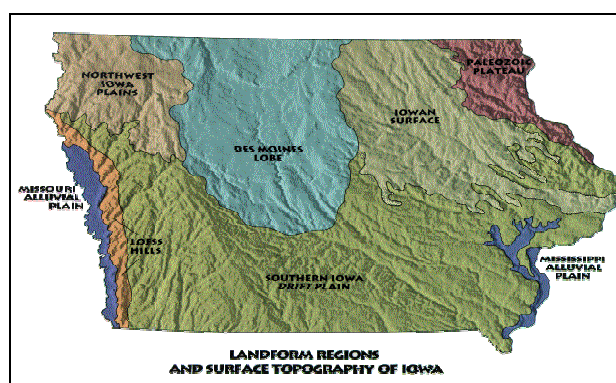 NORTHWEST
IOWA
PLAINS
PALEOZOIC
PLATEAU
IOWAN
SURFACE
DES MOINES
LOBE
MISSOURI
ALLUVIAL
PLAIN
LOESS
HILLS
SOUTHERN IOWA
DRIFT PLAIN
MISSISSIPPI
ALLUVIAL
PLAIN
LANDFORM REGIONS
AND SURFACE TOPOGRAPHY OF IOWA